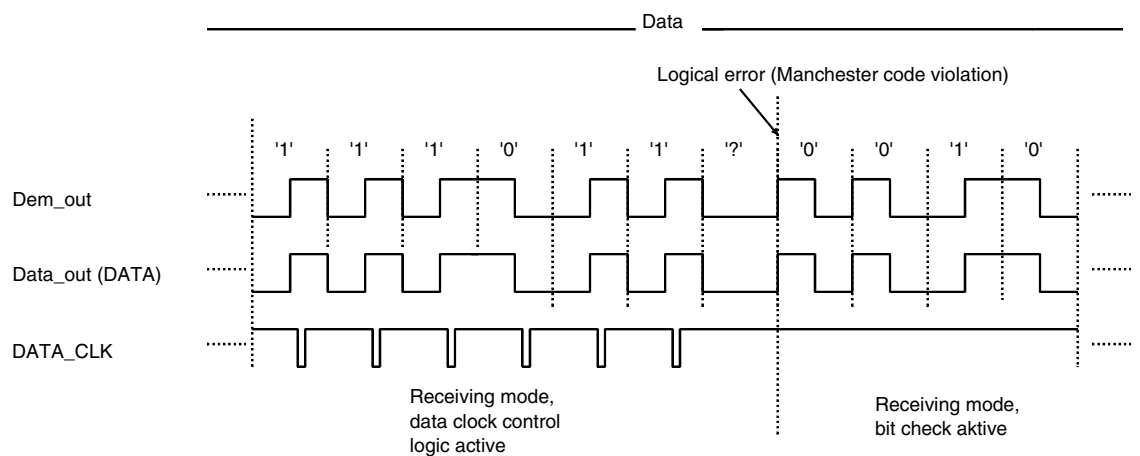 Data
Logical error (Manchester code violation)
'1' '1' '1' '0' '1' '1' '?' '0' '0' '1' '0'
Dem_out
Data_out (DATA)
DATA_CLK
Receiving mode,
data clock control
logic active
Receiving mode,
bit check aktive